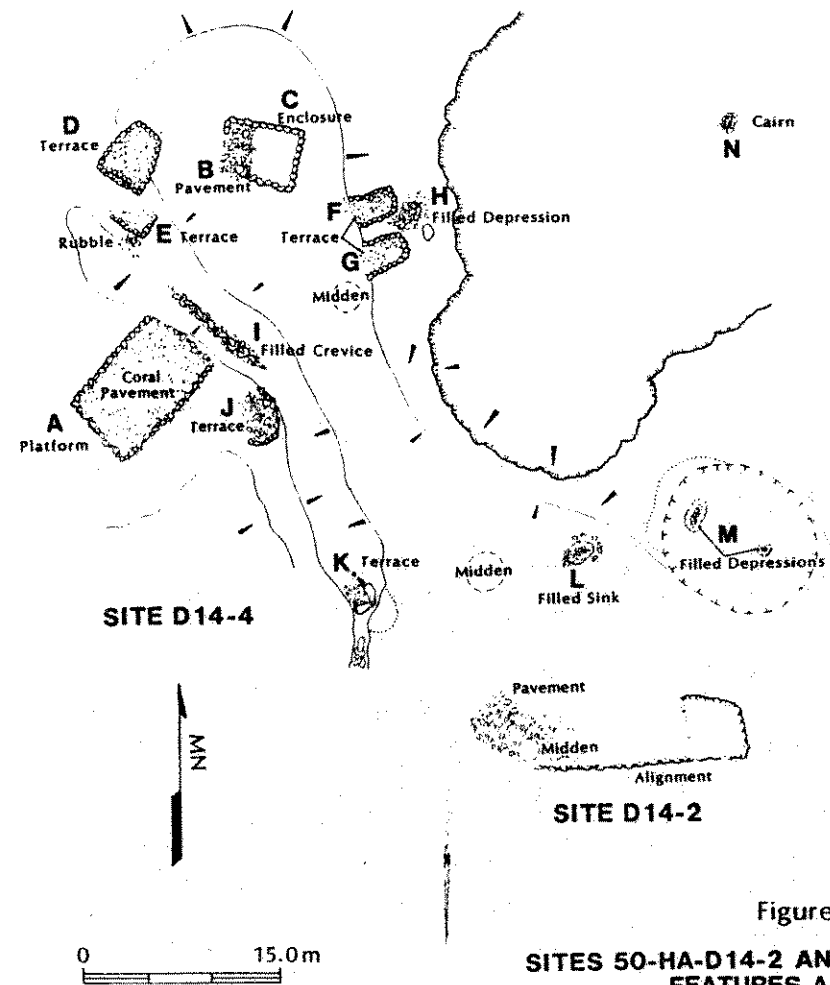 D
Terrace
C
Enclosure
B
Pavement
Cairn
N
F
H
Filled Depression
Rubble
E Terrace
Terrace
G
Midden
I
Filled Crevice
Coral
Pavement
A
Platform
J
Terrace
K Terrace
Midden
L
Filled Sink
M
Filled Depressions
SITE D14-4
Pavement
Midden
Alignment
SITE D14-2
MN
0 15.0m
Figure
SITES 50-HA-D14-2 AN
FEATURES A